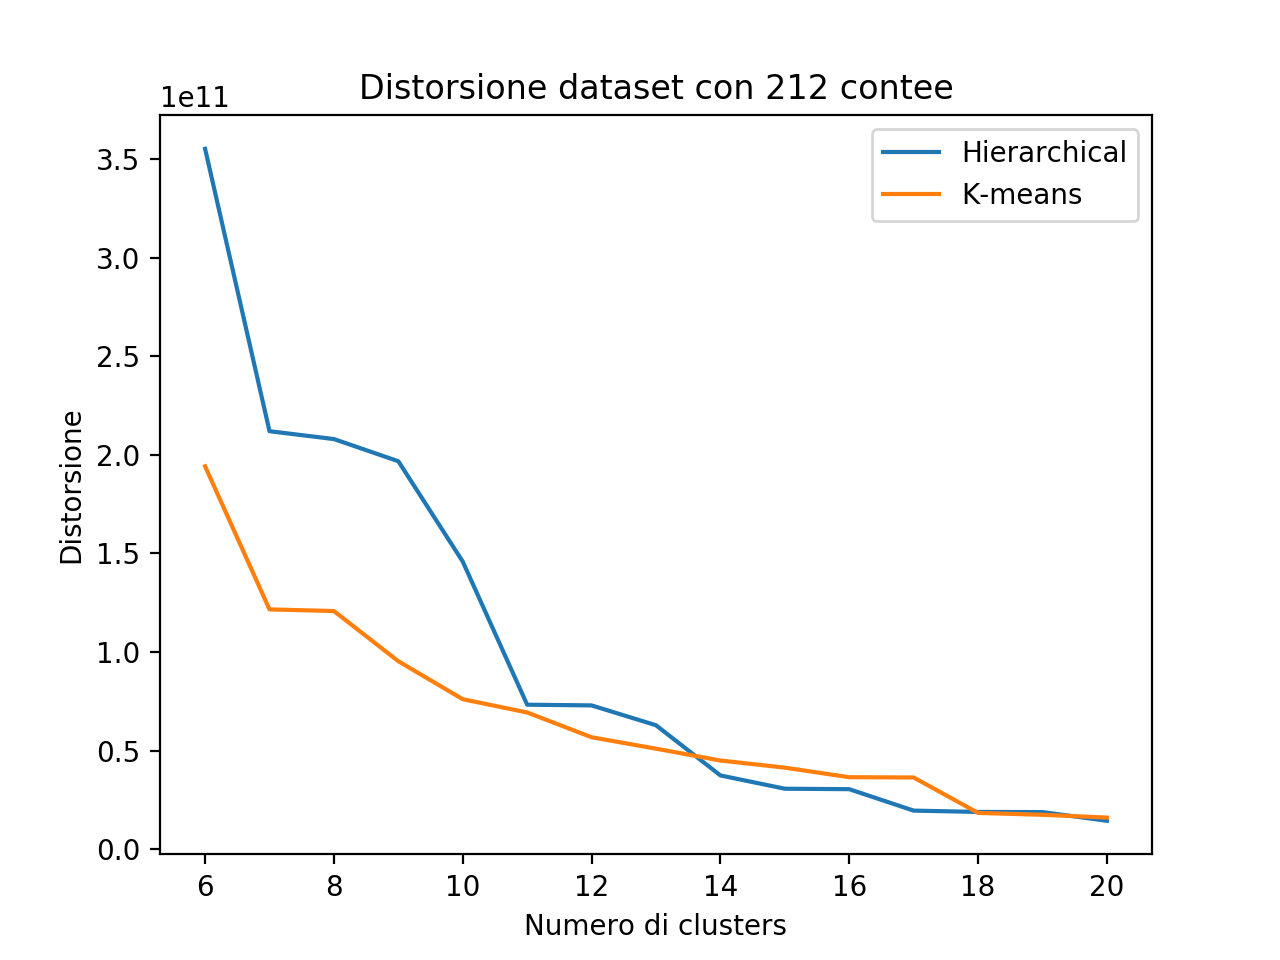 Distorsione dataset con 212 contee
1e11
Hierarchical
K-means
3.5
3.0
2.5
2.0
1.5
1.0
0.5
0.0
Distorsione
6 8 10 12 14 16 18 20
Numero di clusters